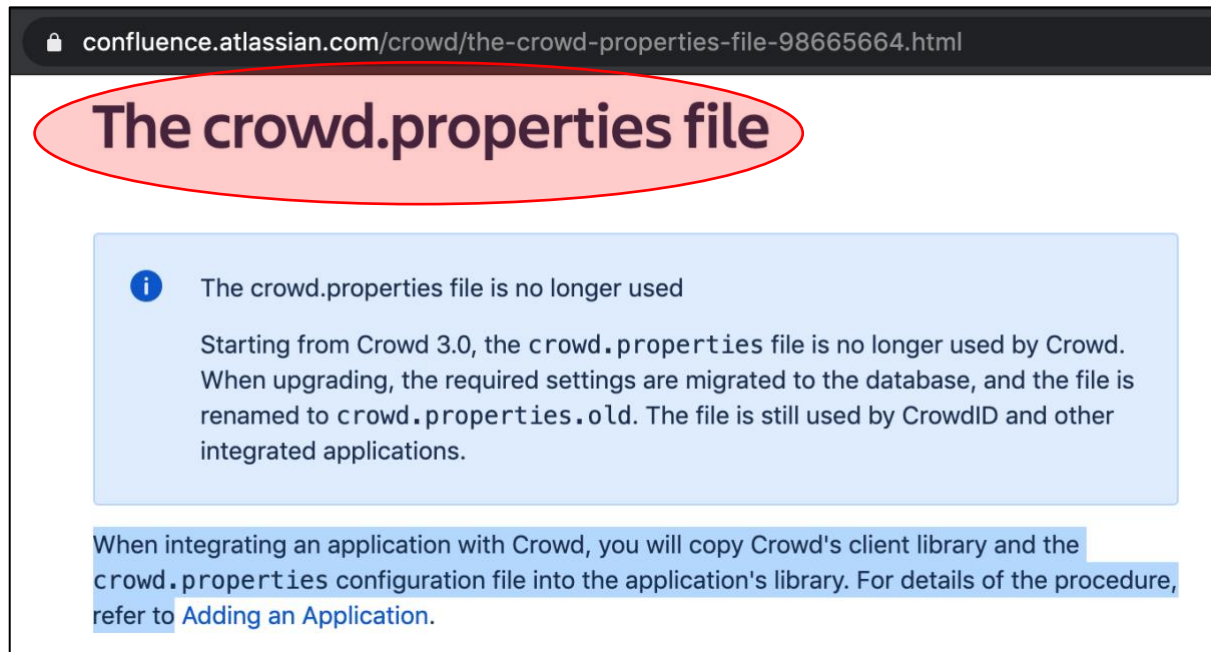 confluence.atlassian.com/crowd/the-crowd-properties-file-98665664.html
The crowd.properties file
The crowd.properties file is no longer used
Starting from Crowd 3.0, the crowd.properties file is no longer used by Crowd.
When upgrading, the required settings are migrated to the database, and the file is
renamed to crowd.properties.old. The file is still used by CrowdID and other
integrated applications.
When integrating an application with Crowd, you will copy Crowd's client library and the
crowd.properties configuration file into the application's library. For details of the procedure,
refer to Adding an Application.